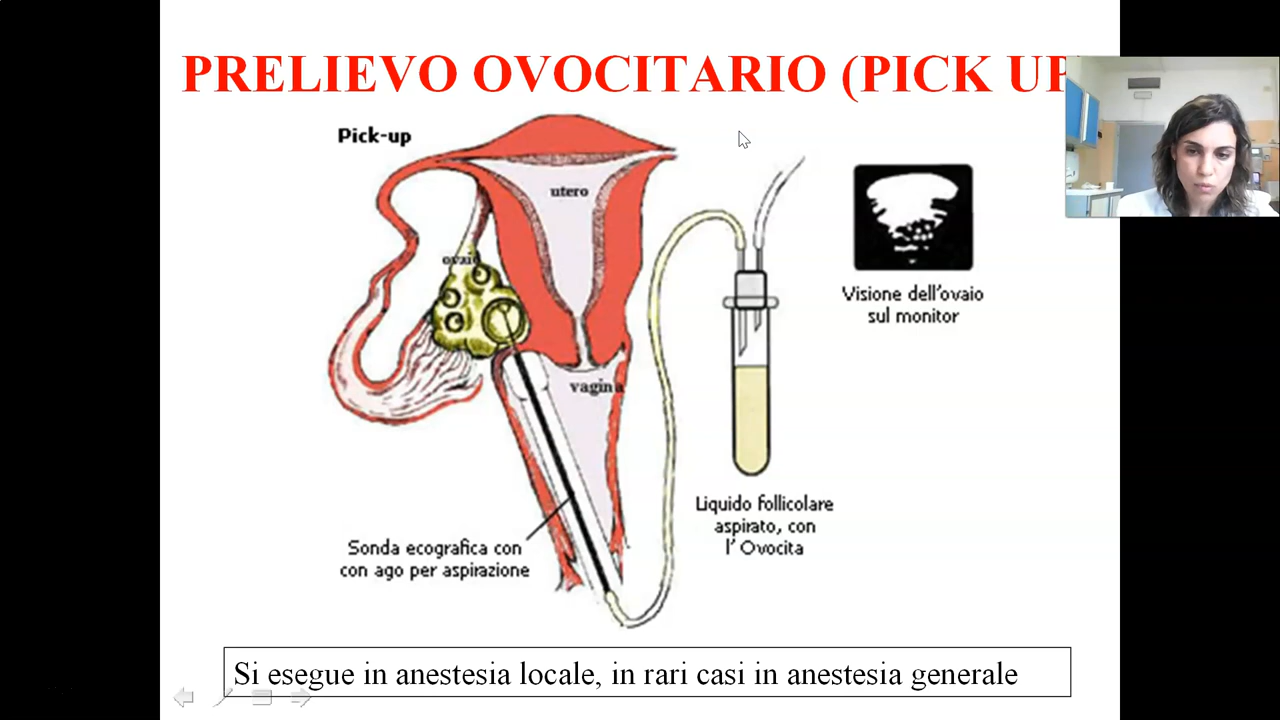 PRELIEVO OVOCITARIO (PICK UP
Pick-up
utero
ovaio
vagina
Visione dell'ovaio
sul monitor
Liquido follicolare
aspirato, con
l' Ovocita
Sonda ecografica con
con ago per aspirazione
Si esegue in anestesia locale, in rari casi in anestesia generale